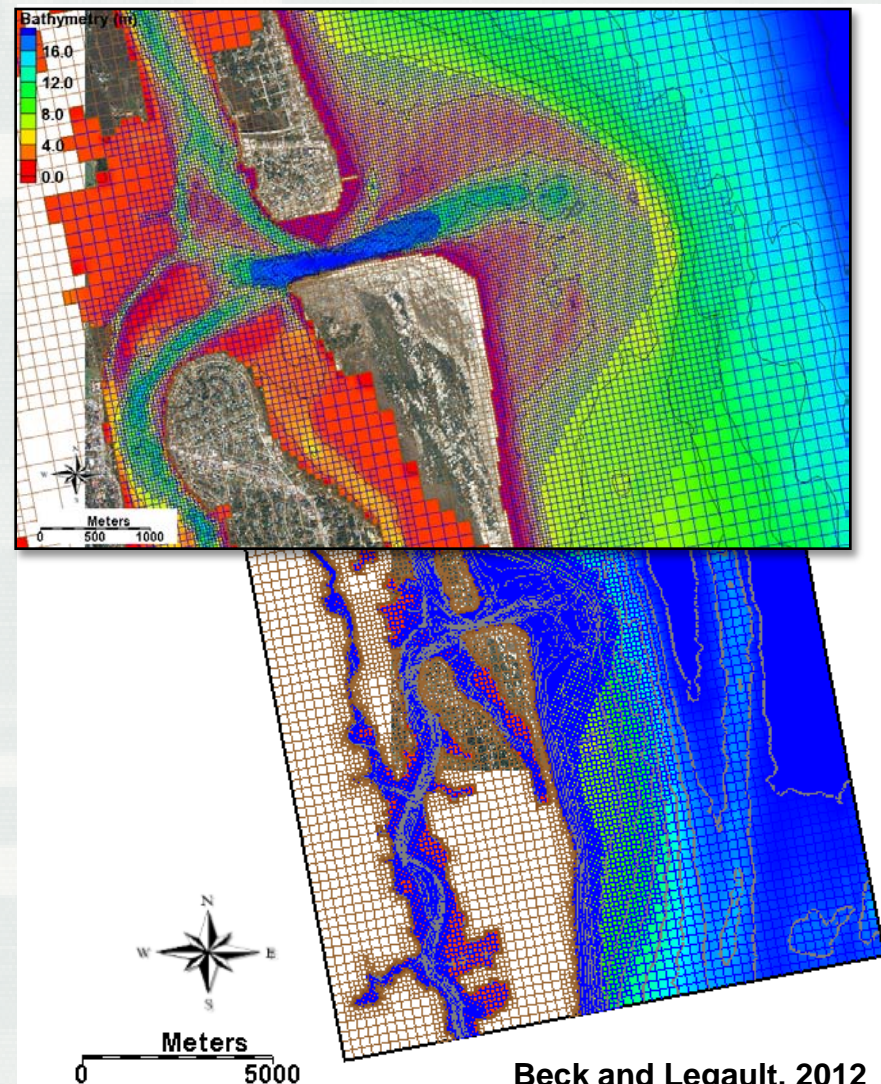 Bathymetry (m)
16.0
12.0
8.0
4.0
0.0
N
W
S
Meters
0 500 1000
N
W E
S
Meters
0 5000
Beck and Legault, 2012